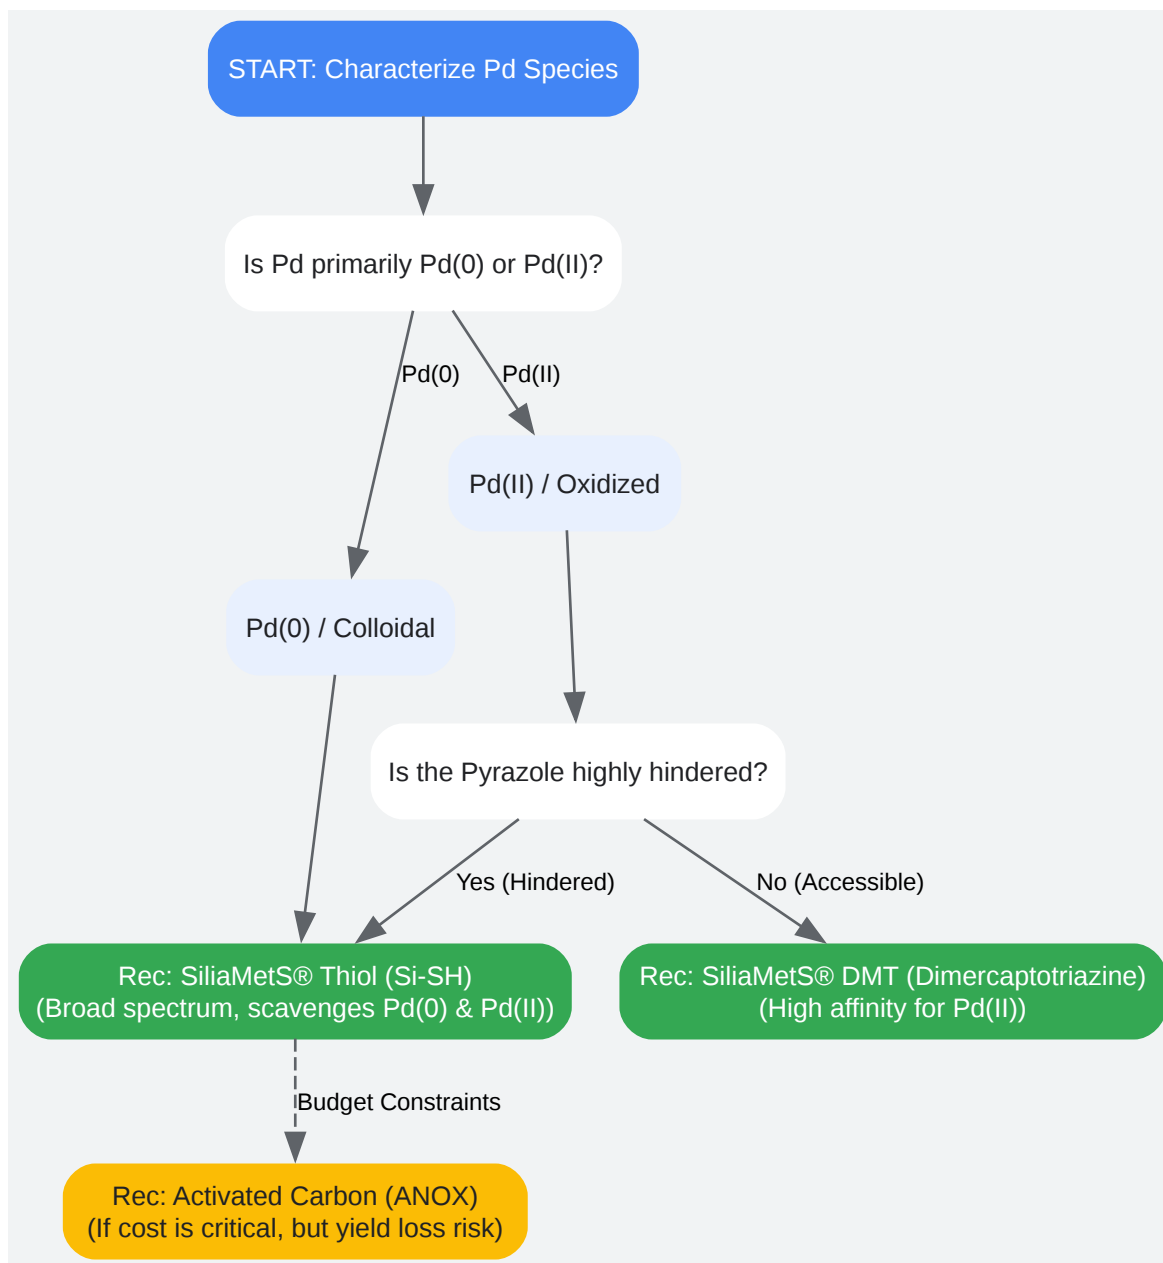 START: Characterize Pd Species
Is Pd primarily Pd(0) or Pd(II)?
Pd(0)
Pd(II)
Pd(II) / Oxidized
Pd(0) / Colloidal
Is the Pyrazole highly hindered?
Yes (Hindered)
No (Accessible)
Rec: SiliaMetS® Thiol (Si-SH)
(Broad spectrum, scavenges Pd(0) & Pd(II))
Rec: SiliaMetS® DMT (Dimercaptotriazine)
(High affinity for Pd(II))
Budget Constraints
Rec: Activated Carbon (ANOX)
(If cost is critical, but yield loss risk)